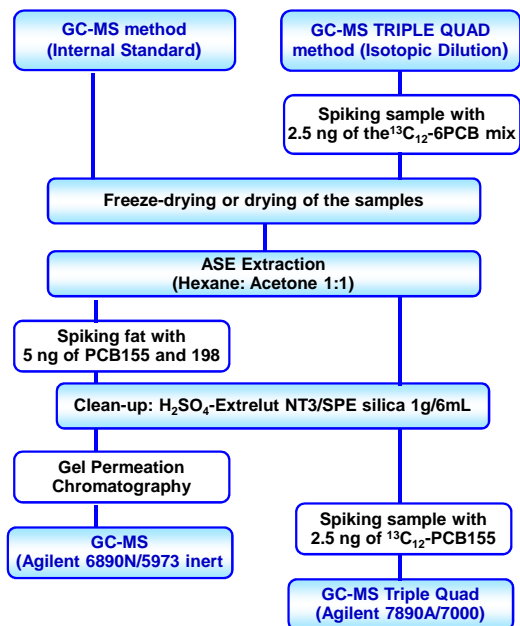 GC-MS method
(Internal Standard)
GC-MS TRIPLE QUAD
method (Isotopic Dilution)
Spiking sample with
2.5 ng of the¹³C₁₂-6PCB mix
Freeze-drying or drying of the samples
ASE Extraction
(Hexane: Acetone 1:1)
Spiking fat with
5 ng of PCB155 and 198
Clean-up: H₂SO₄-Extrelut NT3/SPE silica 1g/6mL
Gel Permeation
Chromatography
GC-MS
(Agilent 6890N/5973 inert
Spiking sample with
2.5 ng of ¹³C₁₂-PCB155
GC-MS Triple Quad
(Agilent 7890A/7000)